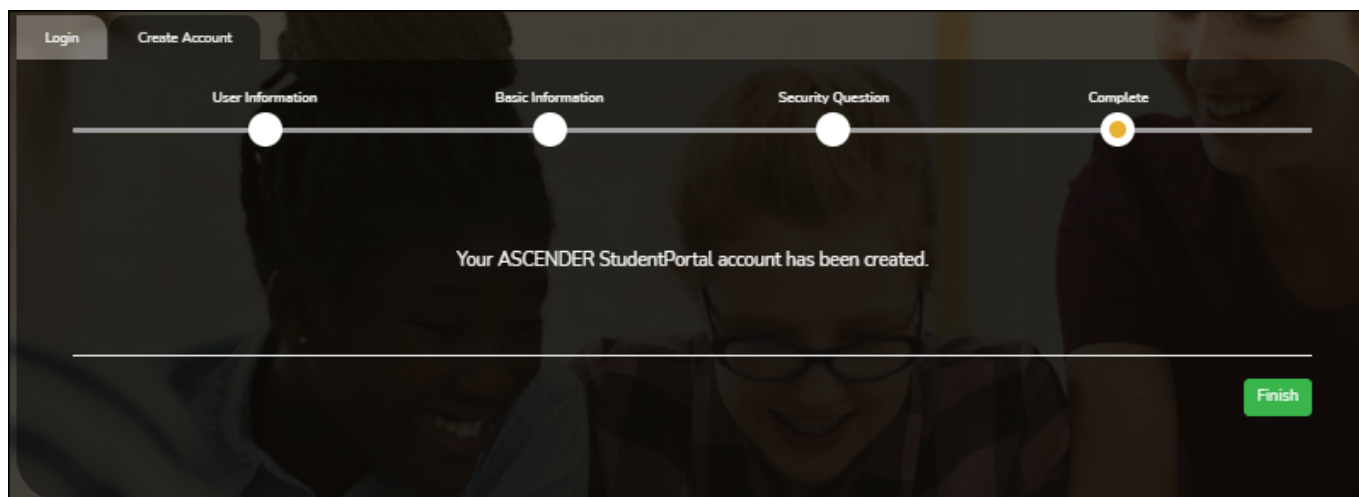 Login
Create Account
User Information
Basic Information
Security Question
Complete
Your ASCENDER StudentPortal account has been created.
Finish